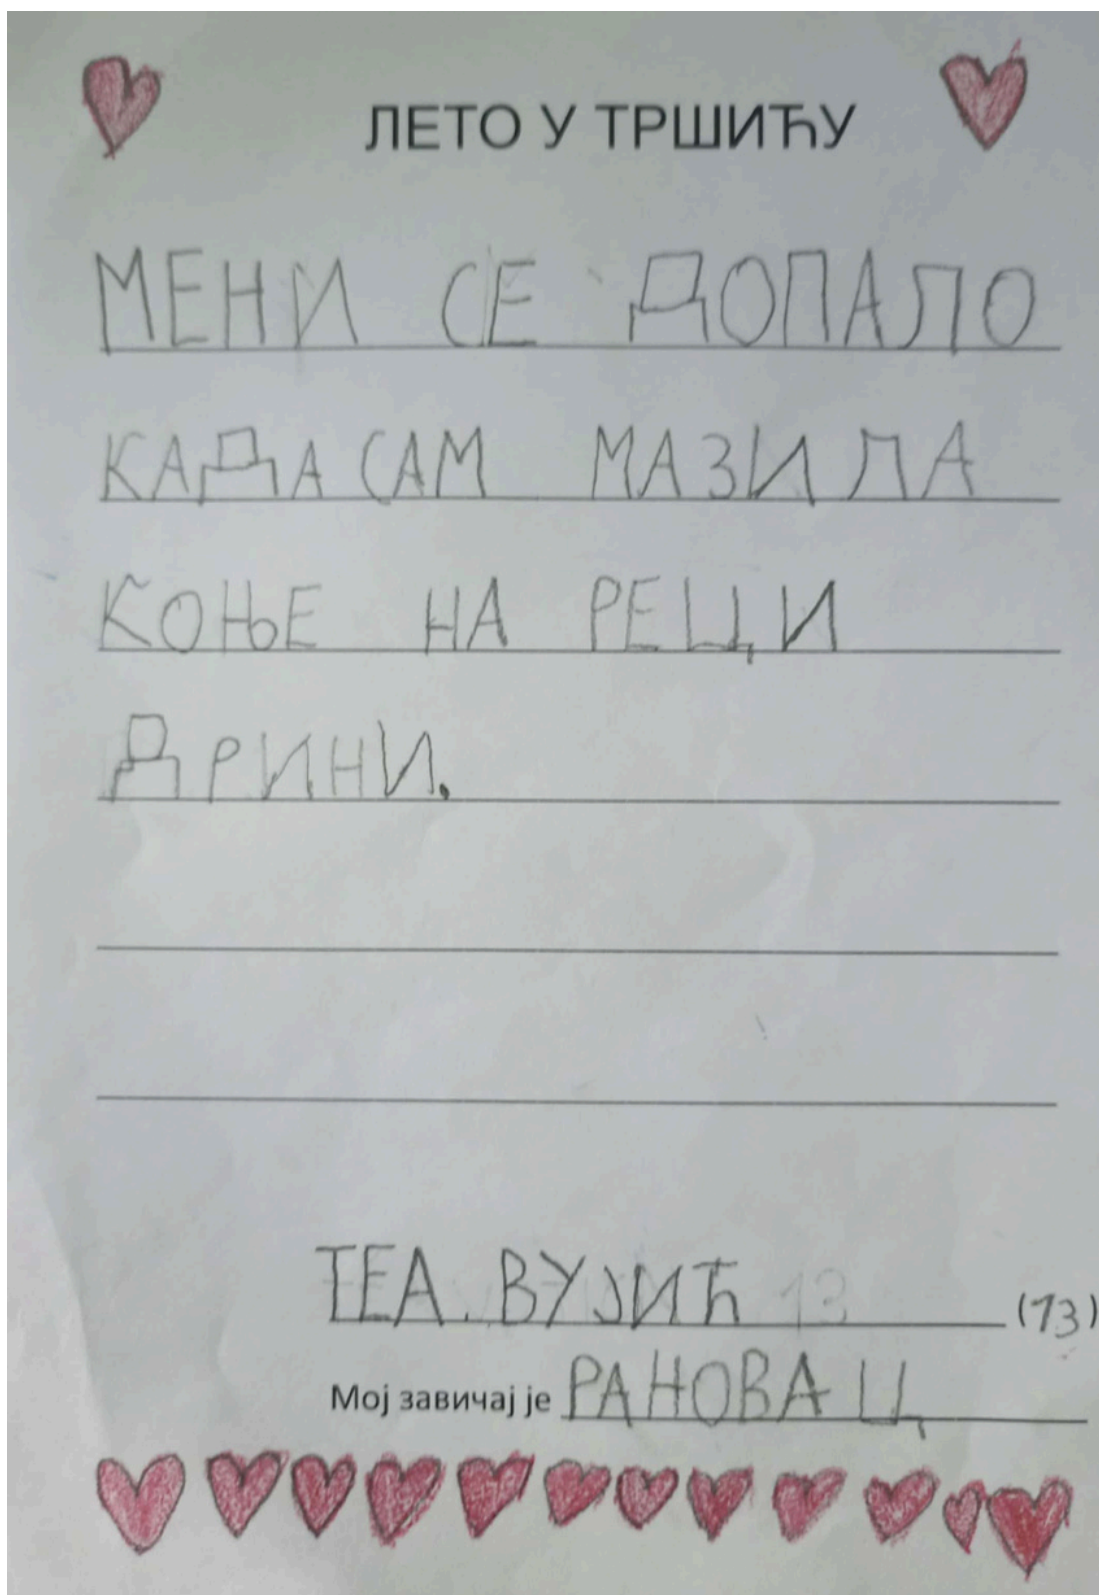 ЛЕТО У ТРШИЋУ
МЕНИ СЕ ДОПАЛО
КАДА САМ МАЗИЛА
КОЊЕ НА РЕЦИ
ДРИНИ.
ТЕА ВУЈИЋ 13 (13)
Мој завичај је РАНОВАЦ